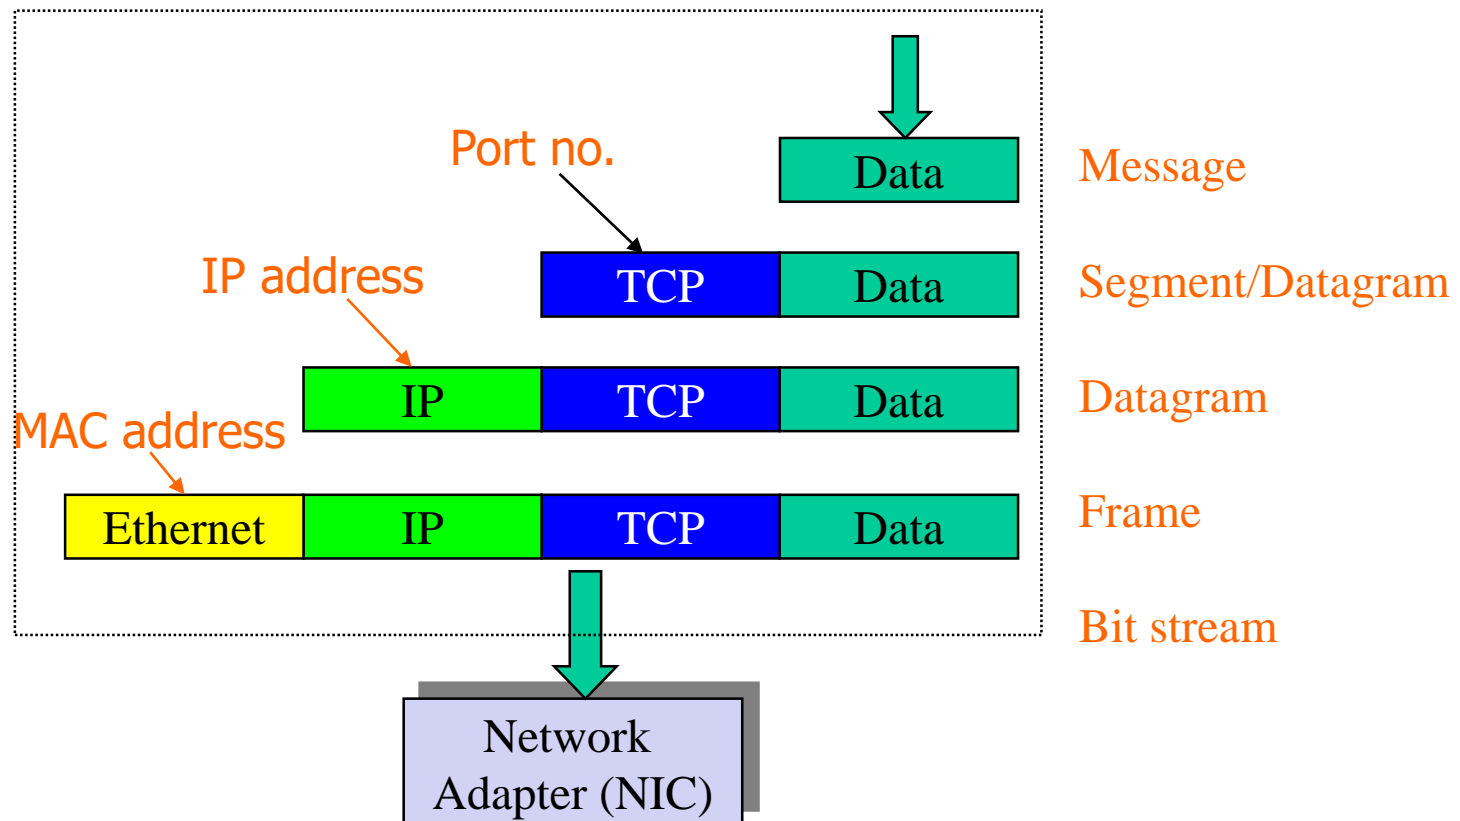 Port no.
Data
Message
IP address
TCP
Data
Segment/Datagram
IP
TCP
Data
Datagram
MAC address
Ethernet
IP
TCP
Data
Frame
Bit stream
Network
Adapter (NIC)